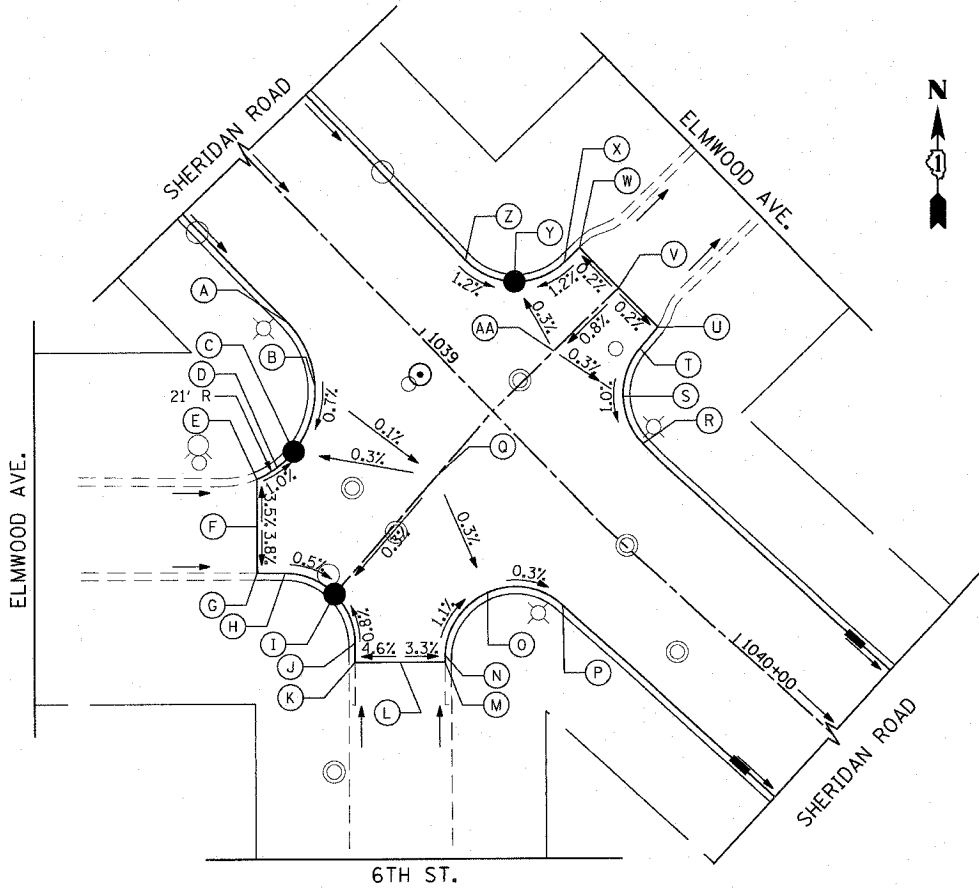 SHERIDAN ROAD
ELMWOOD AVE.
N
1
X
W
Z
Y
V
1.2%
1.2%
0.2%
0.2%
A
AA
0.3%
0.8%
U
C
1039
0.3%
T
B
D
1.0%
S
21' R
0.7%
R
E
0.1%
Q
0.3%
1.0%
ELMWOOD AVE.
3.5%
F
3.8%
0.3%
0.3%
0.5%
G
0.3%
H
1.1%
I
0.8%
O
1040+00
J
4.6%
3.3%
N
P
K
M
L
SHERIDAN ROAD
6TH ST.